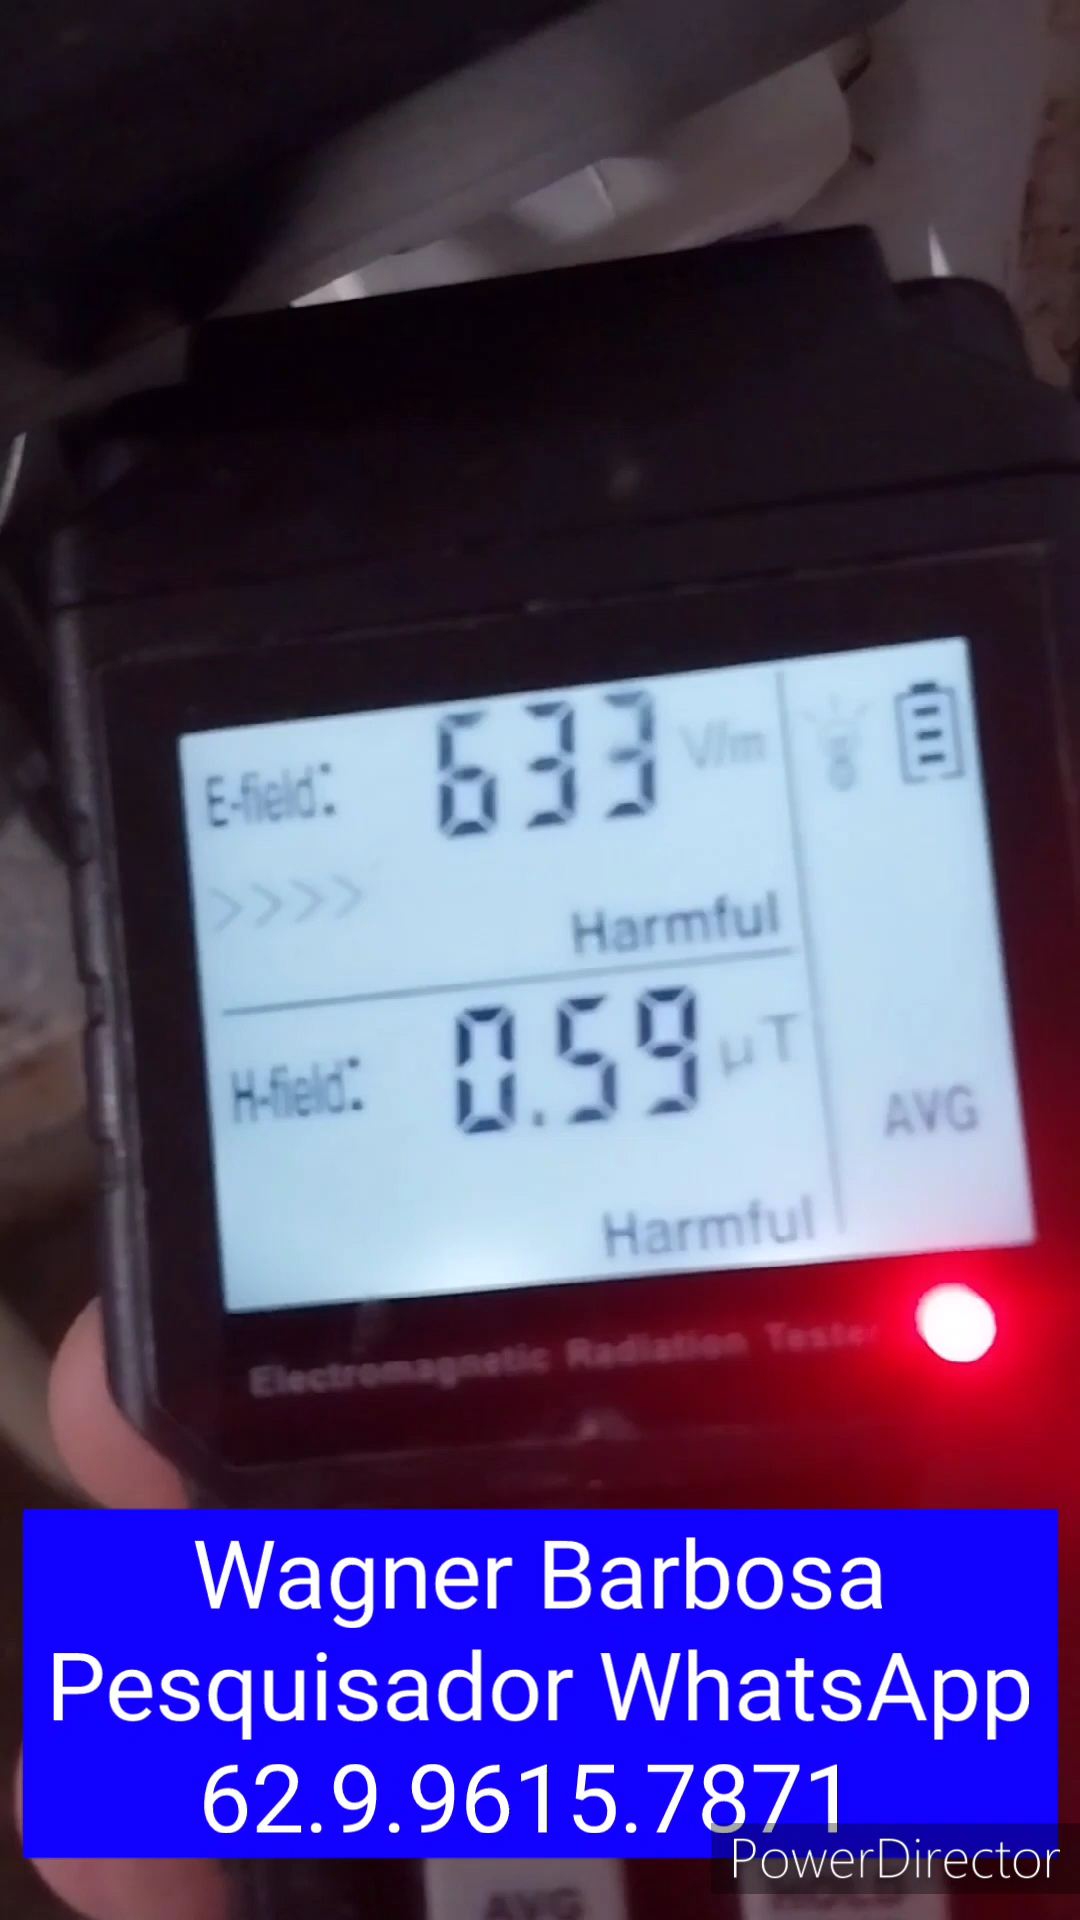 E-field: 633 V/m
>>>>
Harmful
H-field: 0.59 µT
AVG
Harmful
Electromagnetic Radiation Tester
Wagner Barbosa
Pesquisador WhatsApp
62.9.9615.7871
PowerDirector
AVG